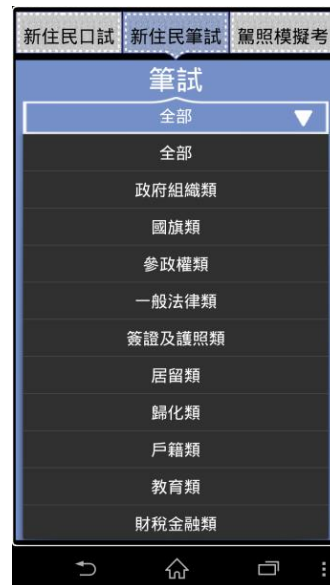 新住民口試 新住民筆試 駕照模擬考
筆試
全部
全部
政府組織類
國旗類
參政權類
一般法律類
簽證及護照類
居留類
歸化類
戶籍類
教育類
財稅金融類